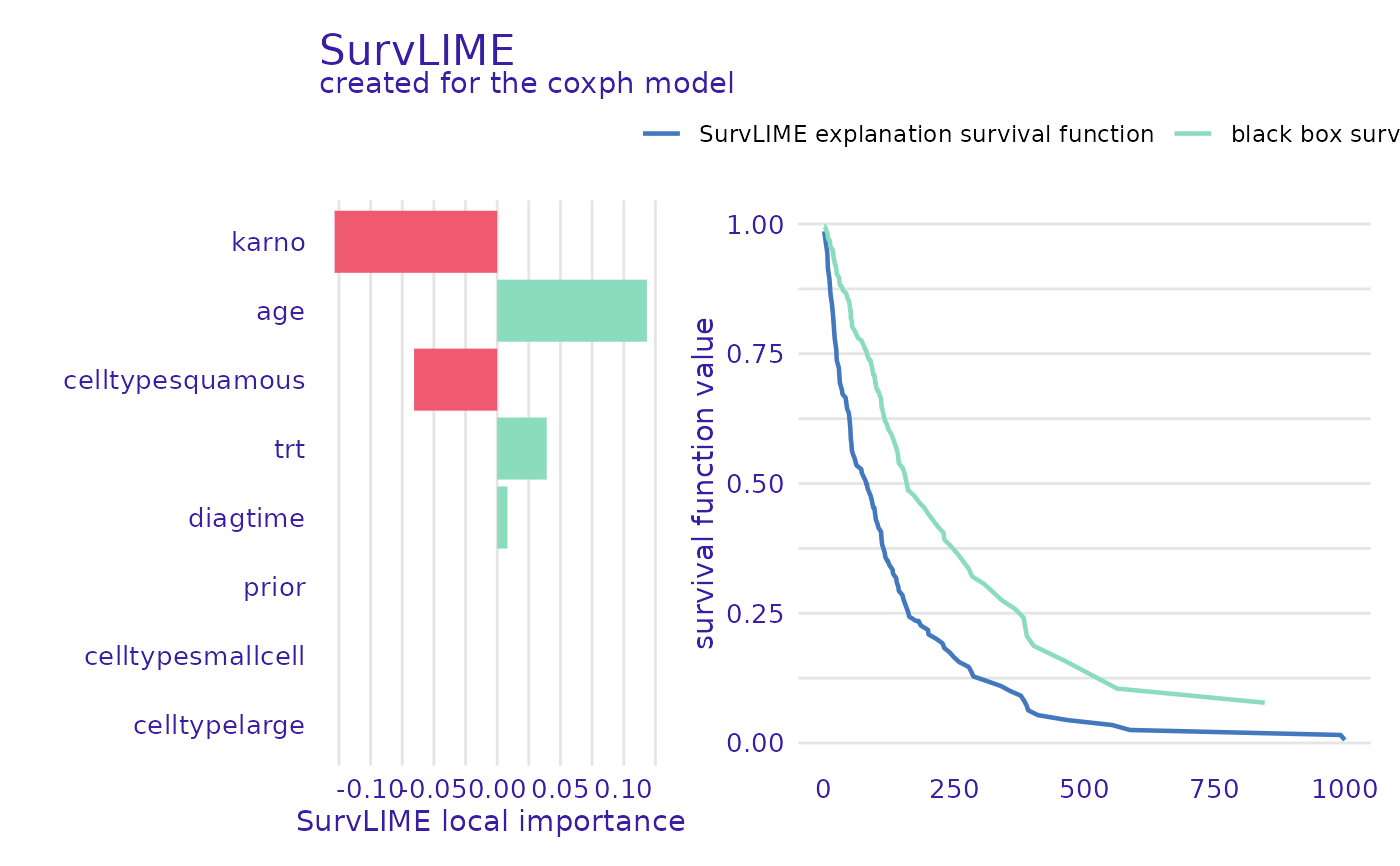 SurvLIME
created for the coxph model
SurvLIME explanation survival function
black box surv
karno
age
celltypesquamous
trt
diagtime
prior
celltypesmallcell
celltypelarge
-0.10 -0.05 0.00 0.05 0.10
SurvLIME local importance
survival function value
1.00
0.75
0.50
0.25
0.00
0 250 500 750 1000